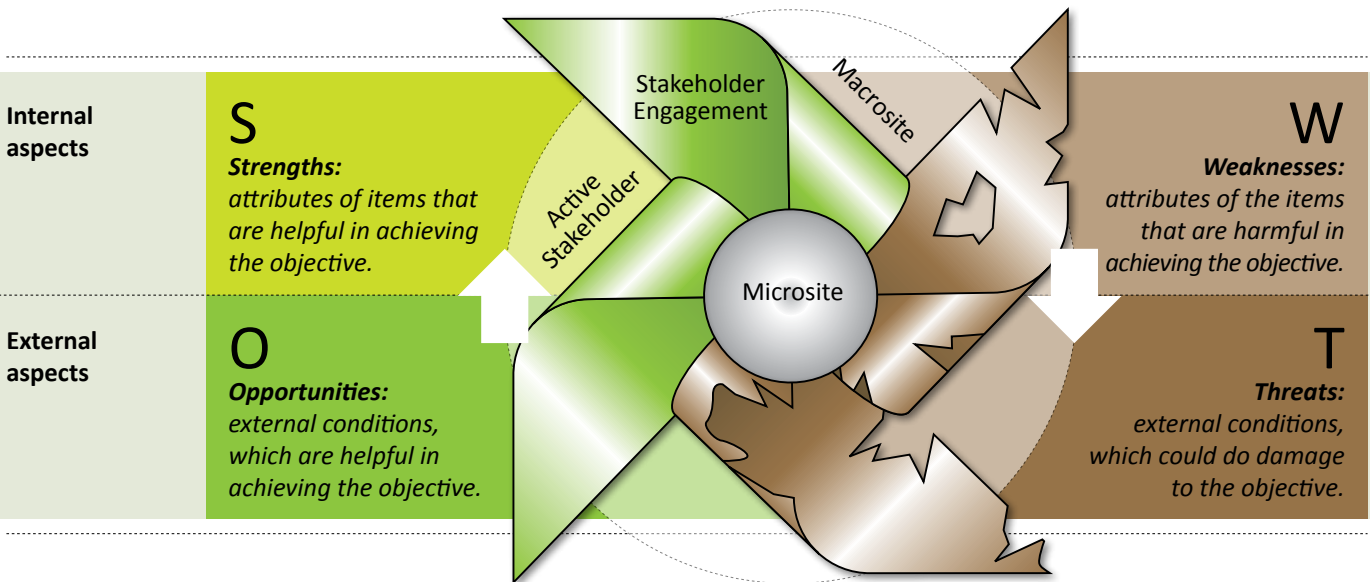 Internal
aspects
S
Strengths:
attributes of items that
are helpful in achieving
the objective.
Active
Stakeholder
Stakeholder
Engagement
Macrosite
W
Weaknesses:
attributes of the items
that are harmful in
achieving the objective.
Microsite
External
aspects
O
Opportunities:
external conditions,
which are helpful in
achieving the objective.
T
Threats:
external conditions,
which could do damage
to the objective.